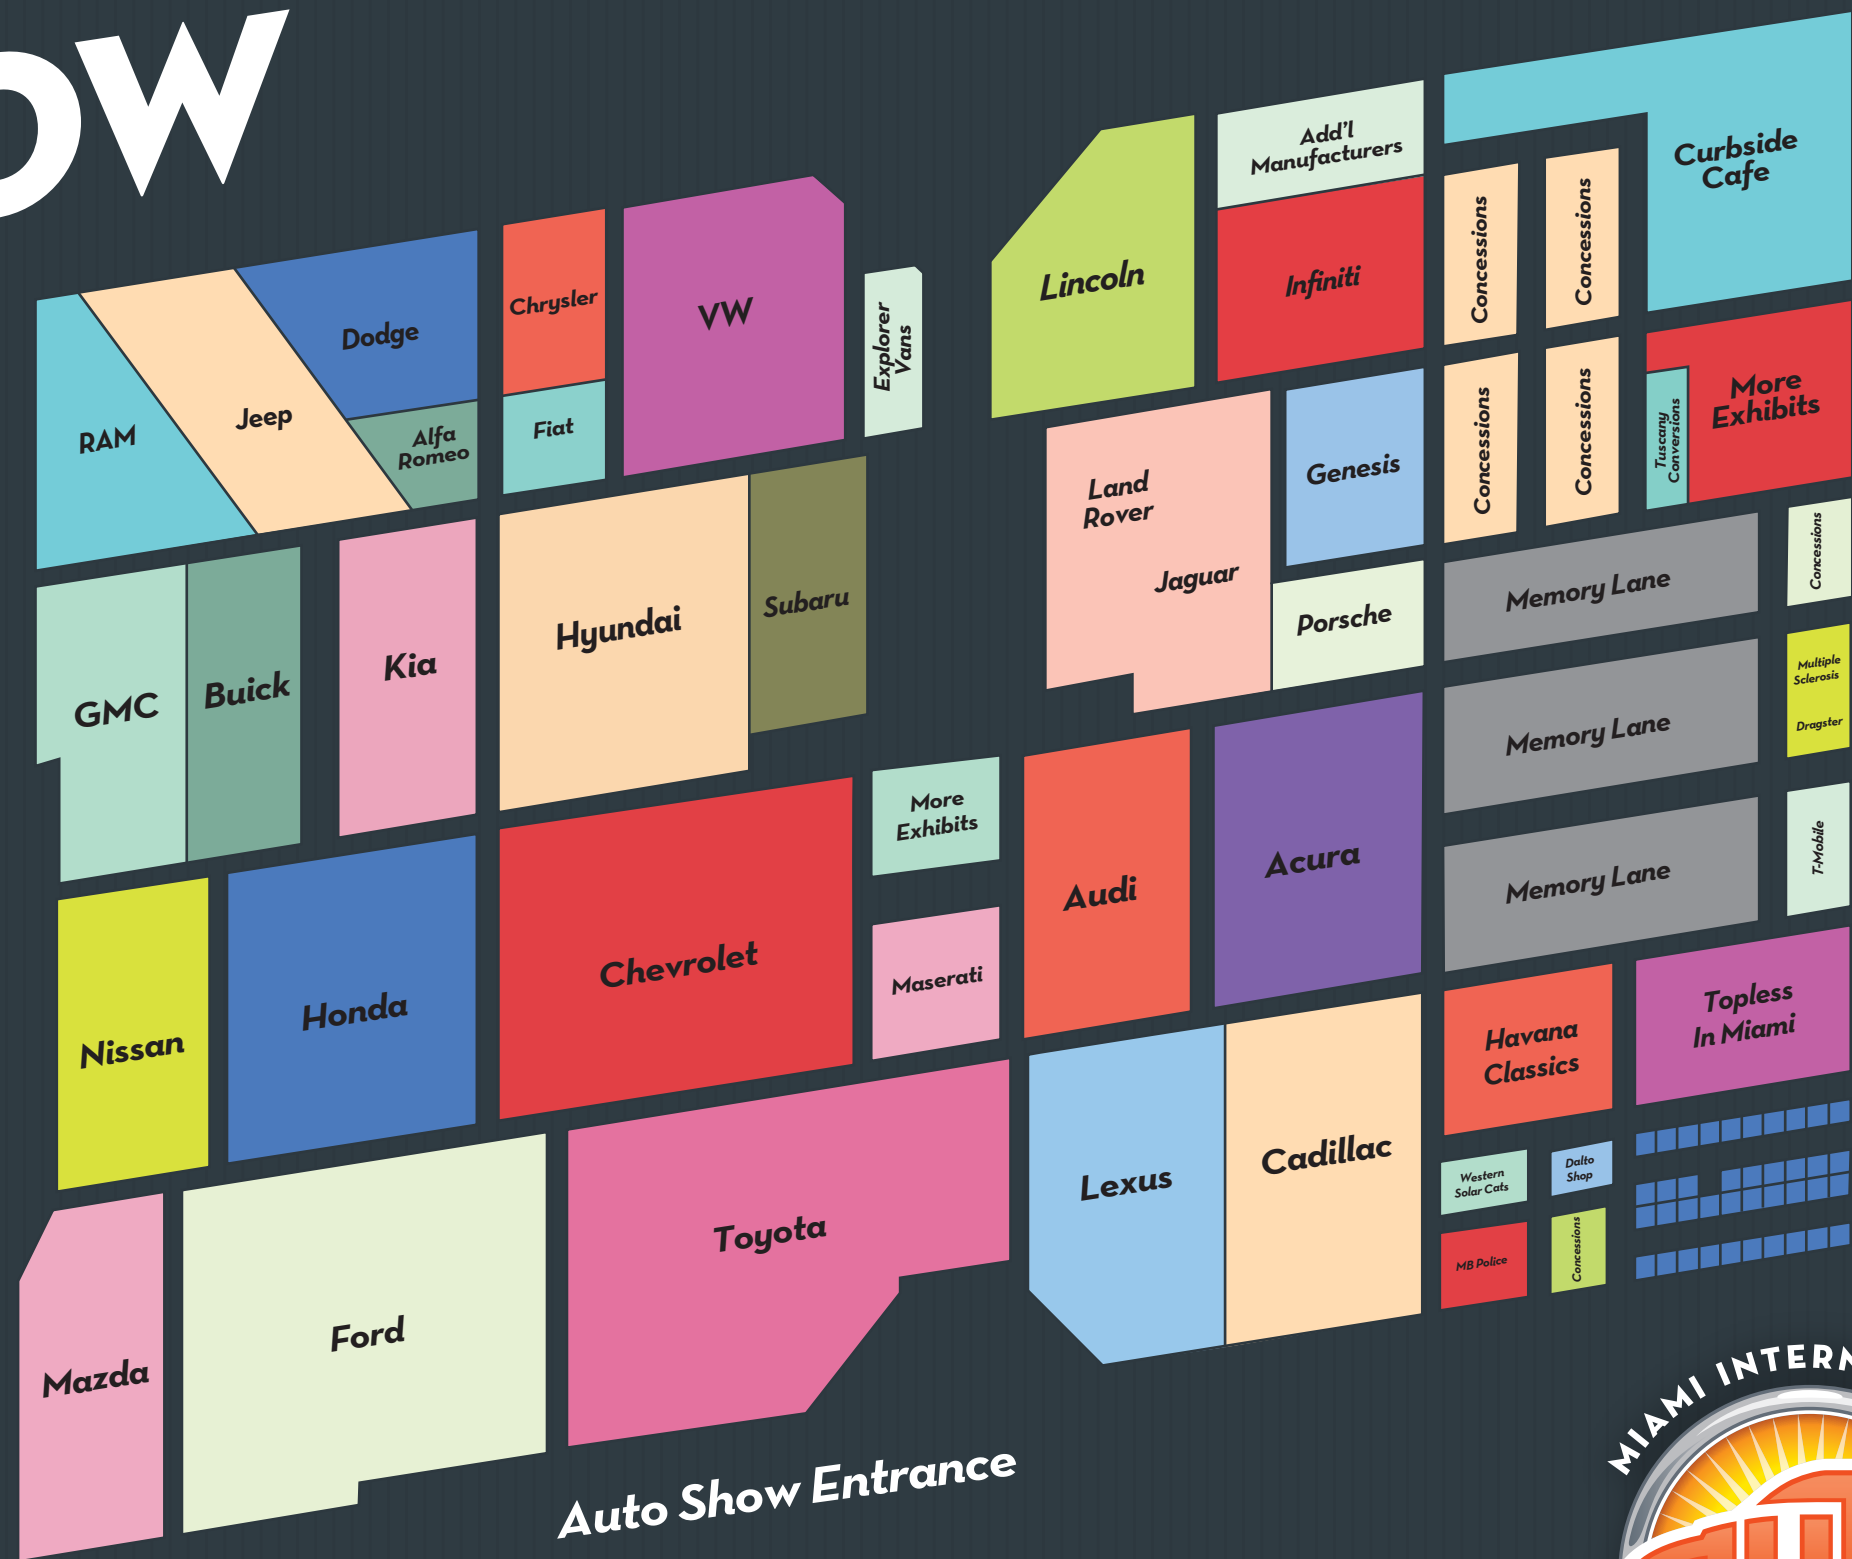 OW
Add'l
Manufacturers
Curbside
Cafe
Lincoln
Infiniti
Concessions
Concessions
Dodge
Chrysler
VW
Explorer
Vans
RAM
Jeep
Alfa
Romeo
Fiat
Land
Rover
Jaguar
Genesis
Concessions
Concessions
Tuscany
Conversions
More
Exhibits
Porsche
Memory Lane
Concessions
GMC
Buick
Kia
Hyundai
Subaru
Memory Lane
Multiple
Sclerosis
Dragster
More
Exhibits
Audi
Acura
Memory Lane
T-Mobile
Nissan
Honda
Chevrolet
Maserati
Havana
Classics
Topless
In Miami
Mazda
Ford
Toyota
Lexus
Cadillac
Western
Solar Cats
Dalto
Shop
MB Police
Concessions
Auto Show Entrance
MIAMI INTERN